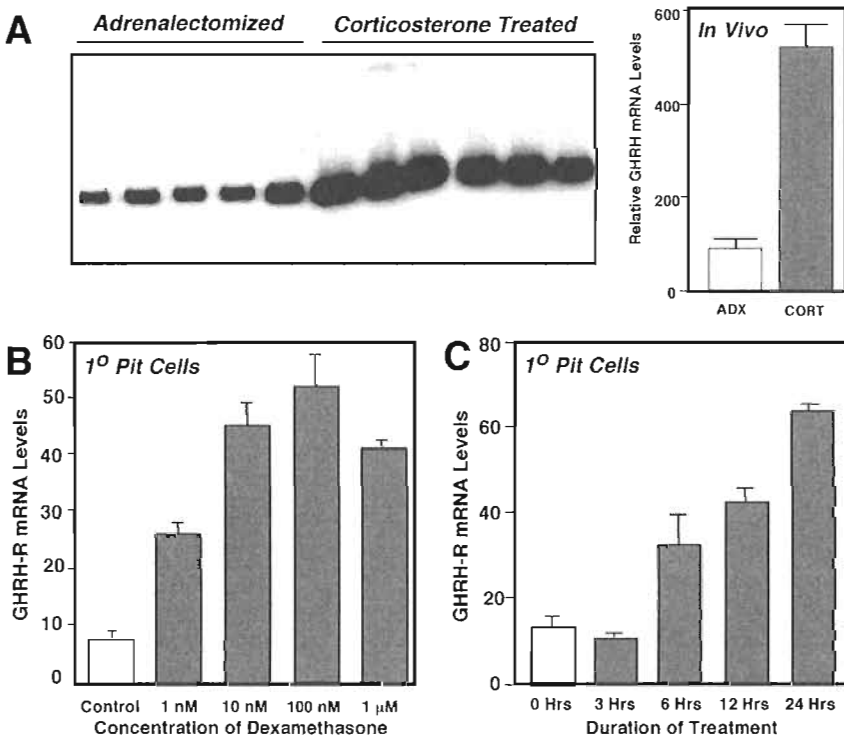 A
Adrenalectomized
Corticosterone Treated
Relative GHRH mRNA Levels
600
400
200
0
In Vivo
ADX
CORT
B
GHRH-R mRNA Levels
60
50
40
30
20
10
0
1O Pit Cells
Control
1 nM
10 nM
100 nM
1 μM
Concentration of Dexamethasone
C
GHRH-R mRNA Levels
80
60
40
20
0
1O Pit Cells
0 Hrs
3 Hrs
6 Hrs
12 Hrs
24 Hrs
Duration of Treatment